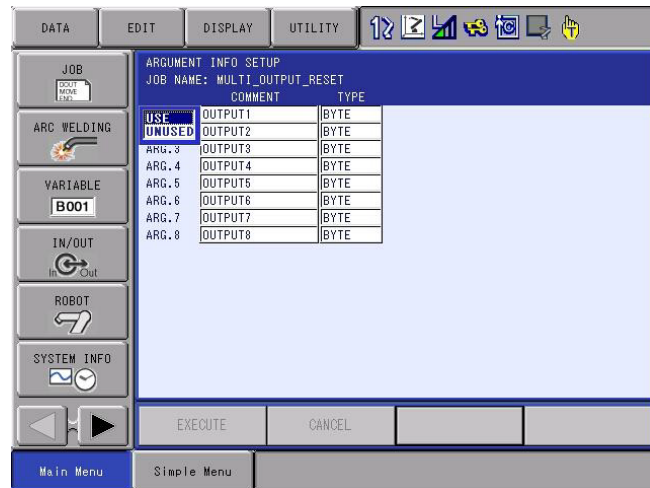 DATA EDIT DISPLAY UTILITY
JOB
DOUT
MOVE
END
ARC WELDING
VARIABLE
B001
IN/OUT
In Out
ROBOT
SYSTEM INFO
ARGUMENT INFO SETUP
JOB NAME: MULTI_OUTPUT_RESET
COMMENT TYPE
USE OUTPUT1 BYTE
UNUSED OUTPUT2 BYTE
ARG.3 OUTPUT3 BYTE
ARG.4 OUTPUT4 BYTE
ARG.5 OUTPUT5 BYTE
ARG.6 OUTPUT6 BYTE
ARG.7 OUTPUT7 BYTE
ARG.8 OUTPUT8 BYTE
EXECUTE CANCEL
Main Menu Simple Menu